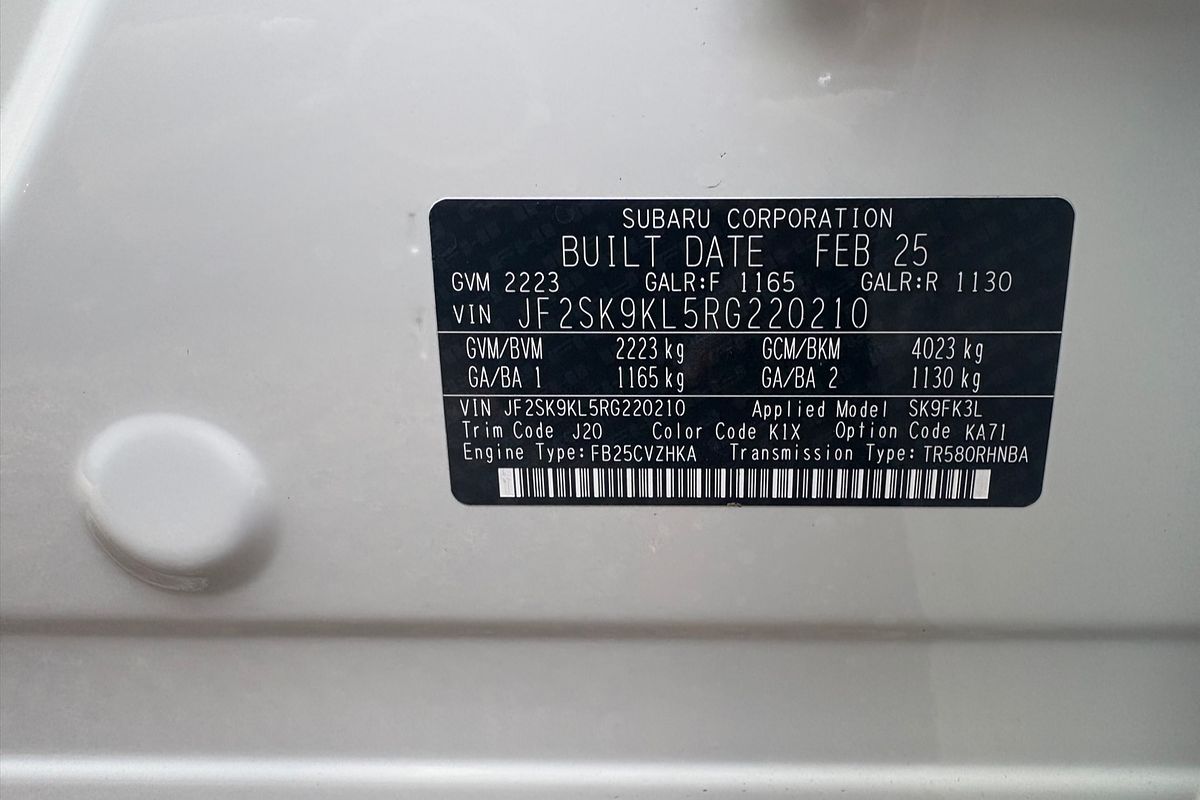 SUBARU CORPORATION
BUILT DATE FEB 25
GVM 2223 GALR:F 1165 GALR:R 1130
VIN JF2SK9KL5RG220210
GVM/BVM 2223 kg GCM/BKM 4023 kg
GA/BA 1 1165 kg GA/BA 2 1130 kg
VIN JF2SK9KL5RG220210 Applied Model SK9FK3L
Trim Code J20 Color Code K1X Option Code KA71
Engine Type: FB25CVZHKA Transmission Type: TR580RHNBA